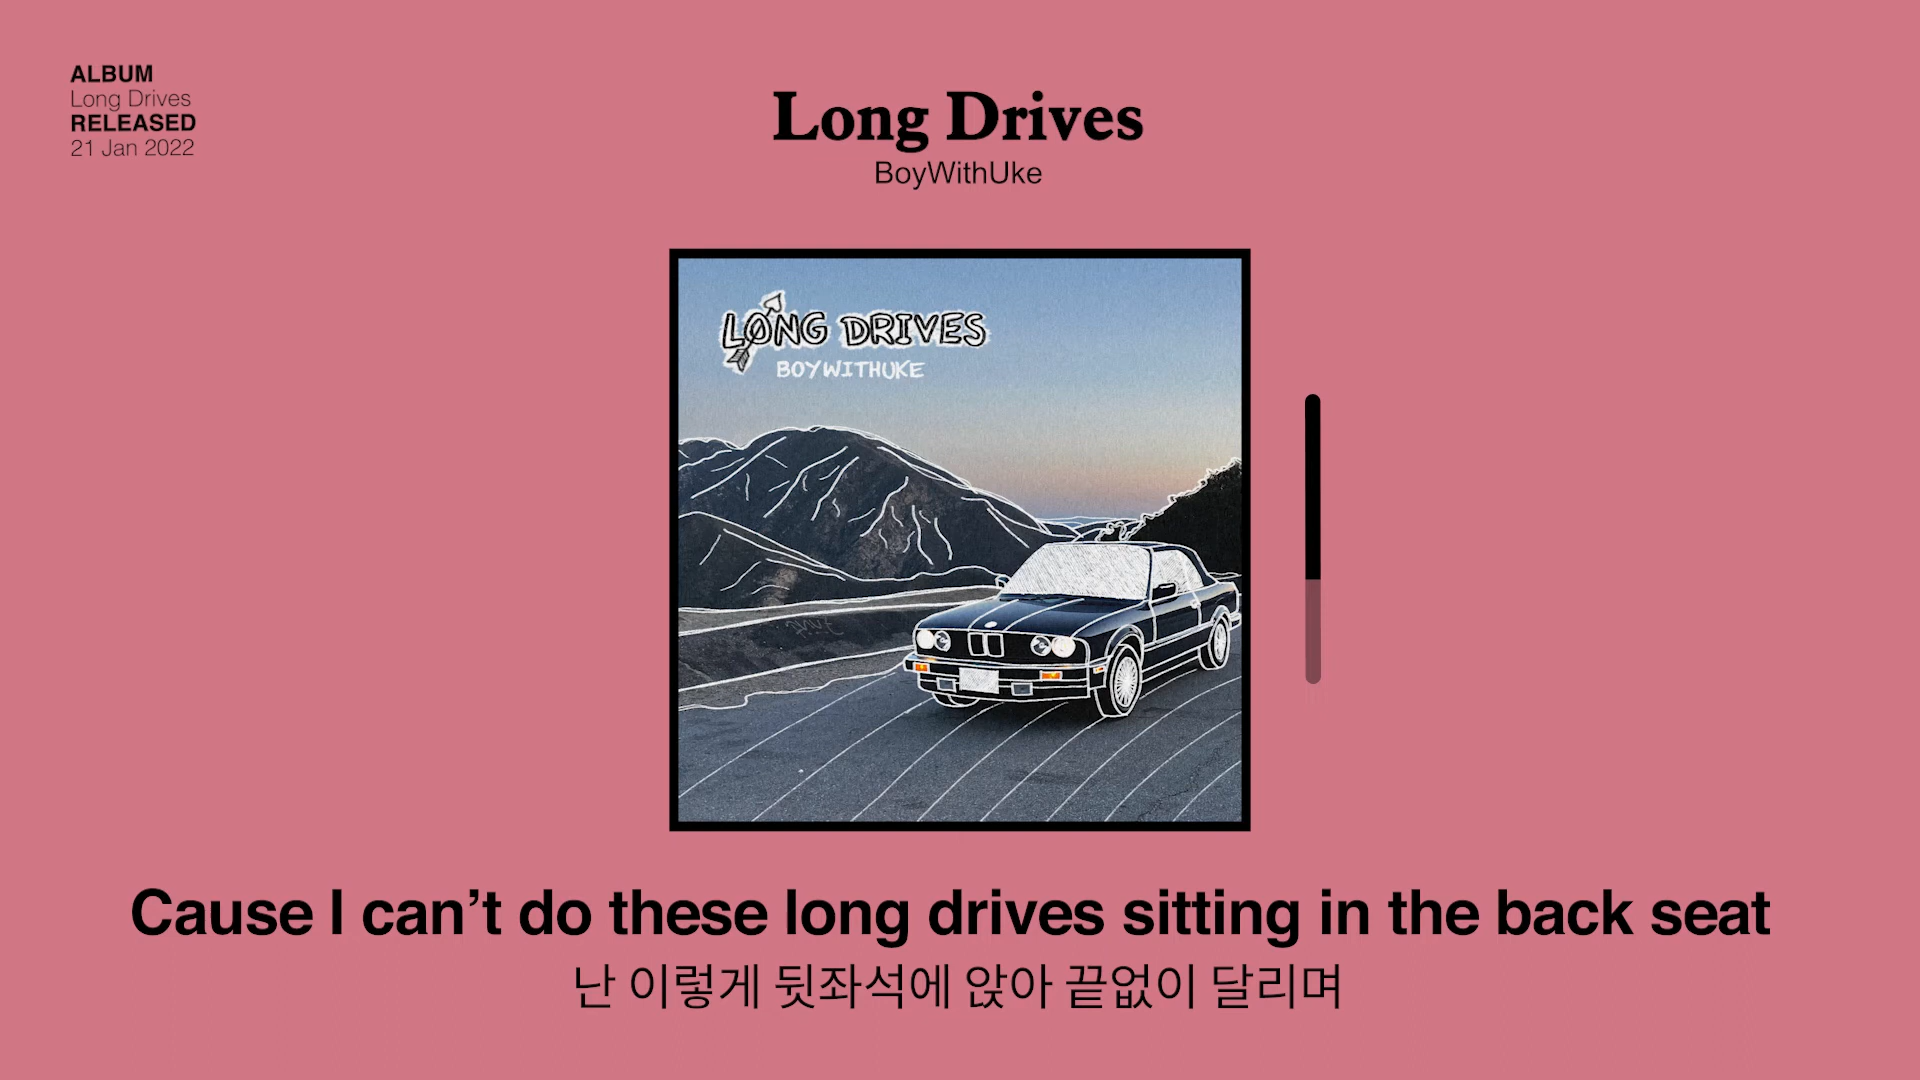 ALBUM
Long Drives
RELEASED
21 Jan 2022
Long Drives
BoyWithUke
LONG DRIVES
BOYWITHUKE
Cause I can’t do these long drives sitting in the back seat
난 이렇게 뒷좌석에 앉아 끝없이 달리며